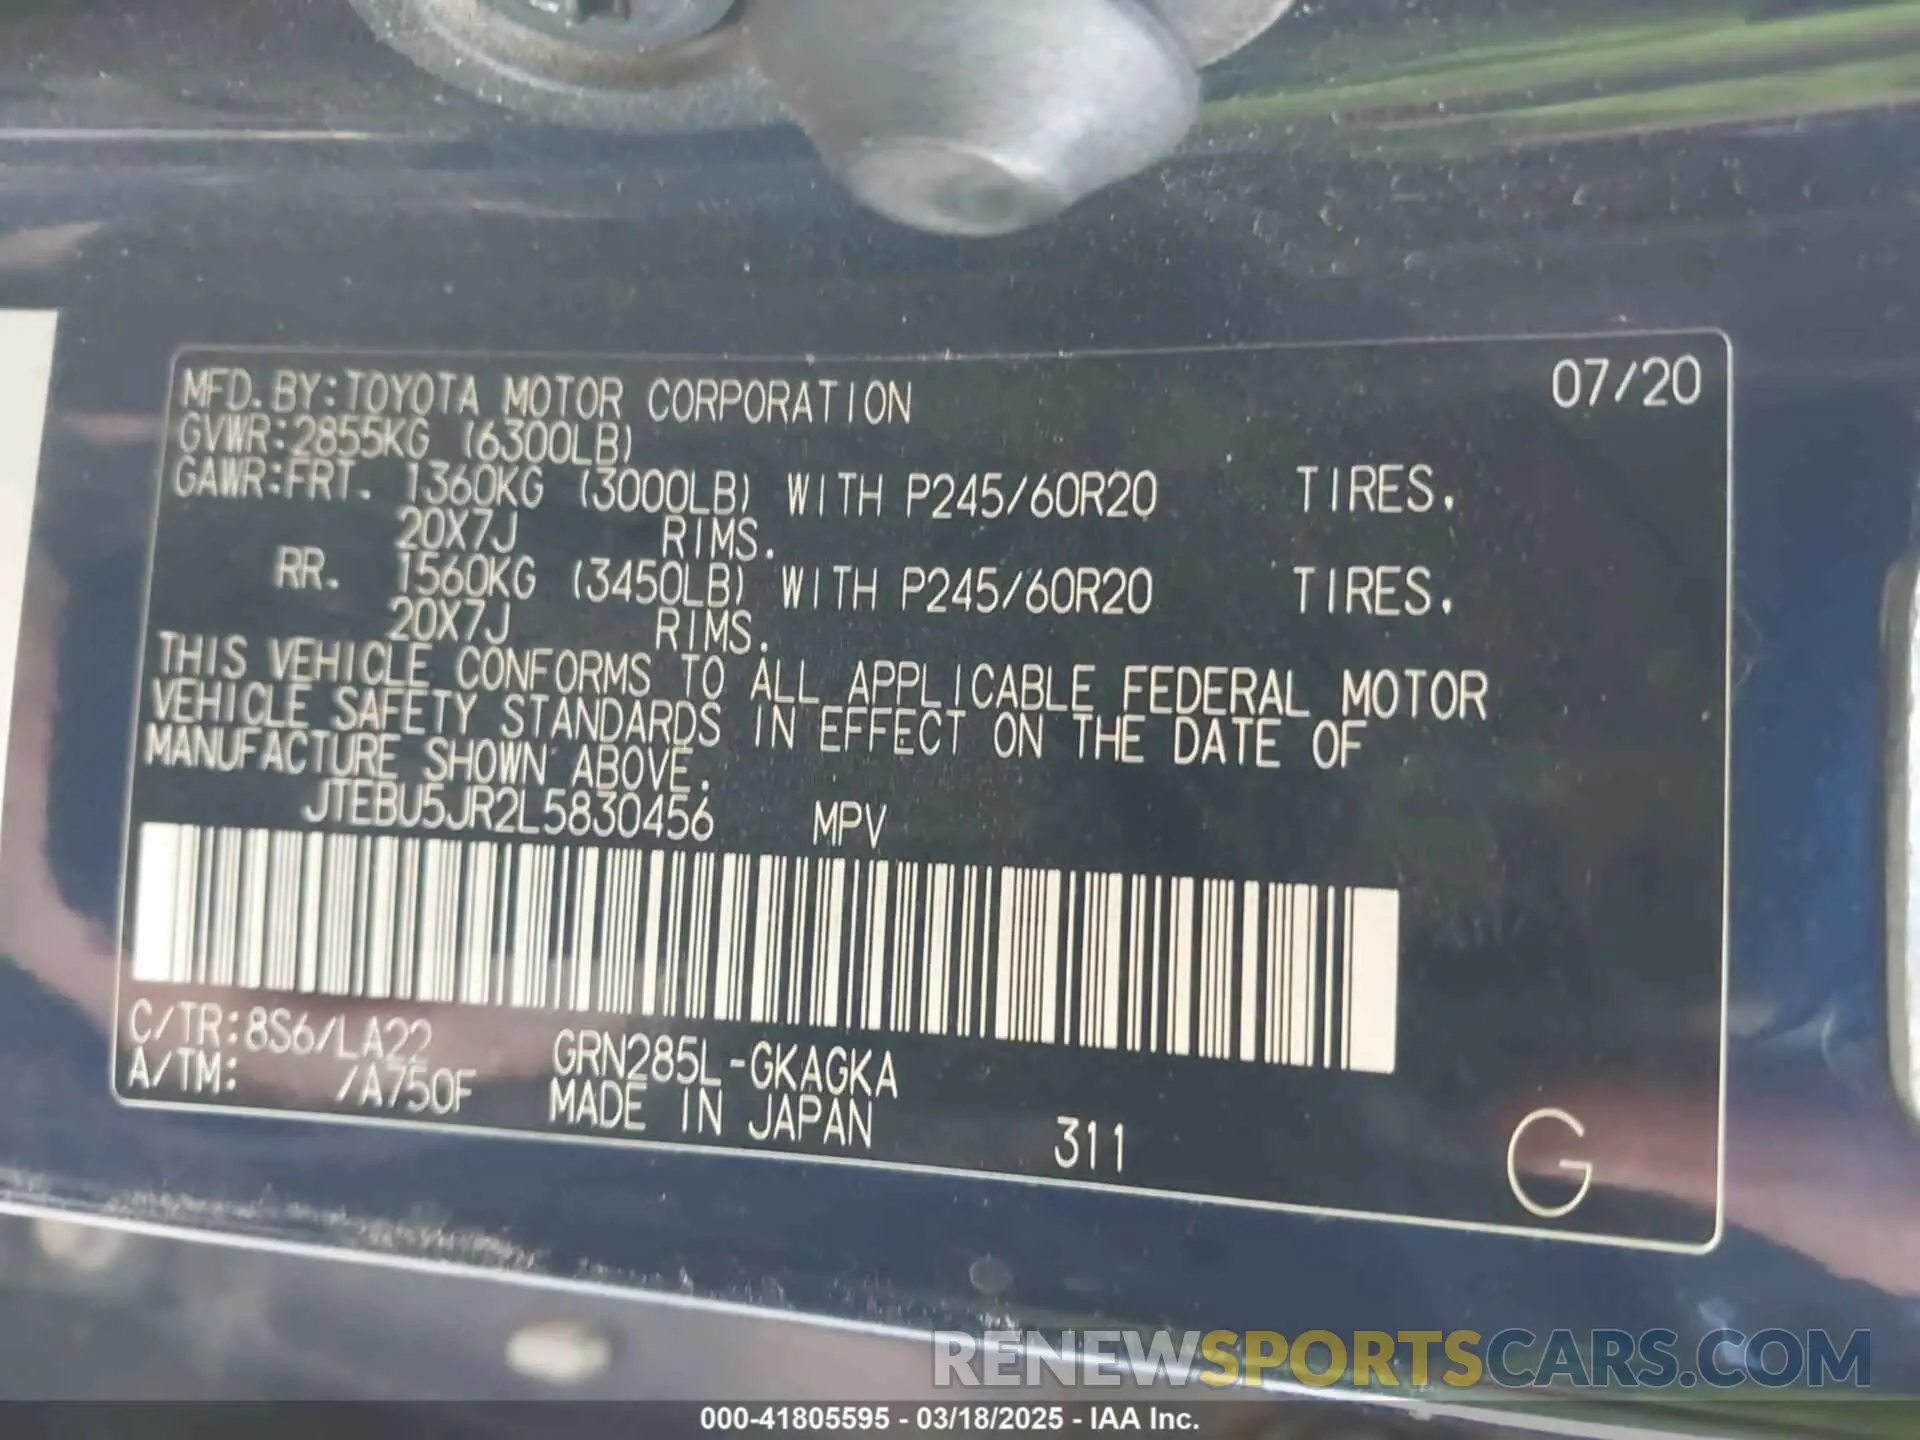 07/20
MFD.BY:TOYOTA MOTOR CORPORATION
GVWR:2855KG (6300LB)
GAWR:FRT. 1360KG (3000LB) WITH P245/60R20 TIRES.
20X7J RIMS.
RR. 1560KG (3450LB) WITH P245/60R20 TIRES.
20X7J RIMS.
THIS VEHICLE CONFORMS TO ALL APPLICABLE FEDERAL MOTOR
VEHICLE SAFETY STANDARDS IN EFFECT ON THE DATE OF
MANUFACTURE SHOWN ABOVE.
JTEBU5JR2L5830456 MPV
C/TR:8S6/LA22 GRN285L-GKAGKA
A/TM: /A750F MADE IN JAPAN
311
G
RENEWSPORTSCARS.COM
000-41805595 - 03/18/2025 - IAA Inc.